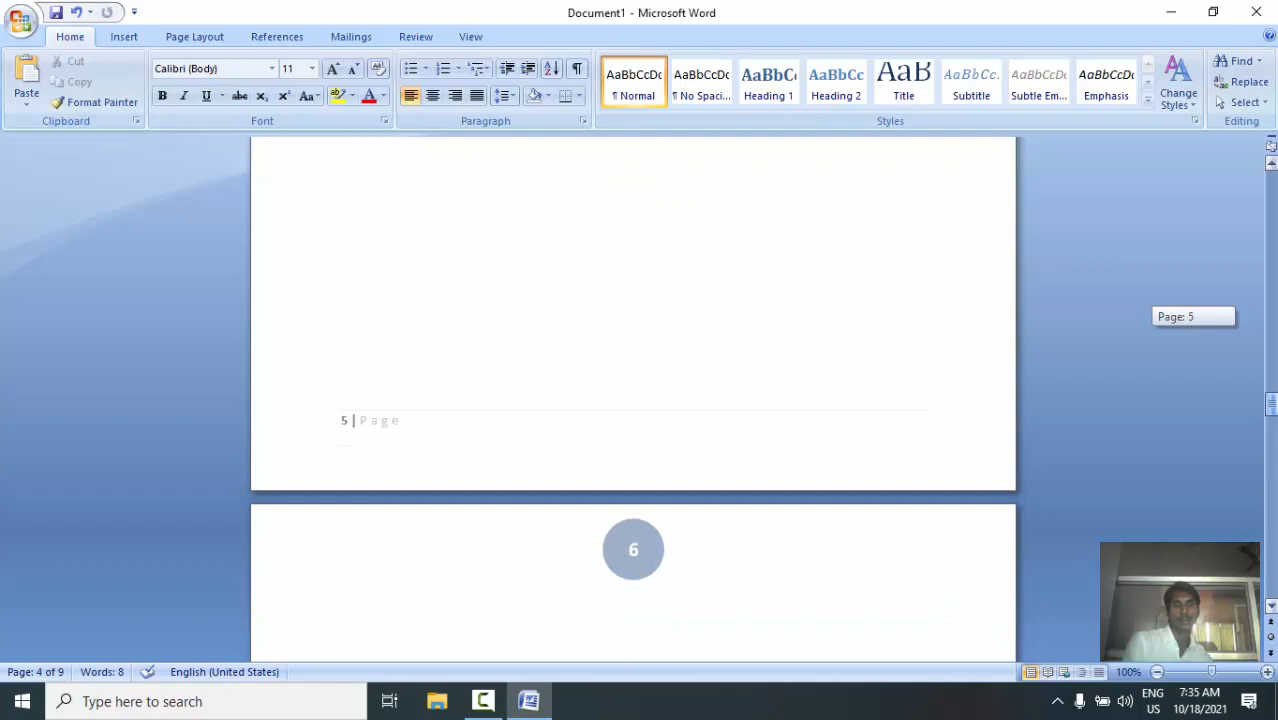 Document1 - Microsoft Word
Home Insert Page Layout References Mailings Review View
Paste
Cut
Copy
Format Painter
Clipboard
Calibri (Body) 11
B I U abc X₂ X² Aa
Font
Paragraph
AaBbCcDc AaBbCcDc AaBbC AaBbCc AaB AaBbCc. AaBbCcDc AaBbCcDc
¶ Normal ¶ No Spaci... Heading 1 Heading 2 Title Subtitle Subtle Em... Emphasis
Change
Styles
Styles
Find
Replace
Select
Editing
Page: 5
5 | Page
6
Page: 4 of 9 Words: 8 English (United States) 100%
Type here to search
ENG
US
7:35 AM
10/18/2021